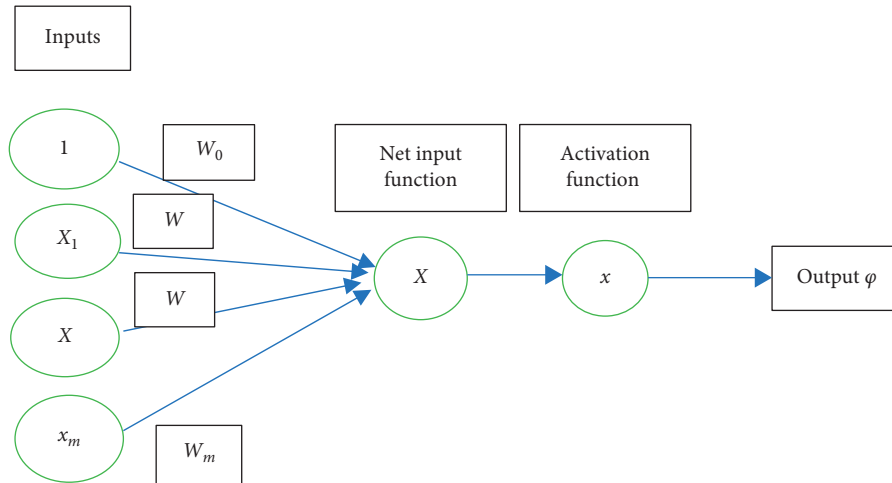 Inputs
1
W₀
Net input
function
Activation
function
W
X₁
X
x
Output φ
W
X
xₘ
Wₘ